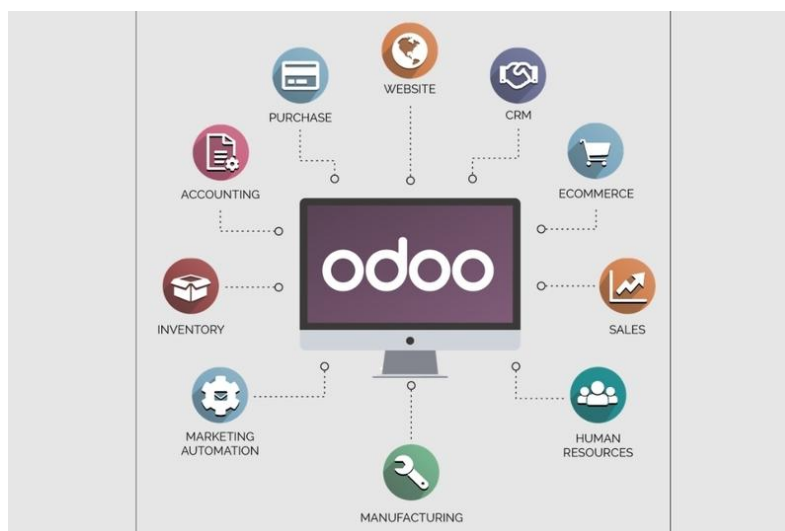 WEBSITE
PURCHASE
CRM
ACCOUNTING
ECOMMERCE
odoo
INVENTORY
SALES
MARKETING
AUTOMATION
HUMAN
RESOURCES
MANUFACTURING